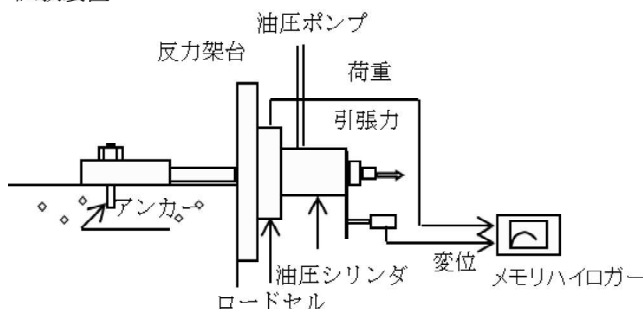 油圧ポンプ
反力架台
荷重
引張力
アンカー
油圧シリンダ
変位
メモリハイロガー
ロードセル